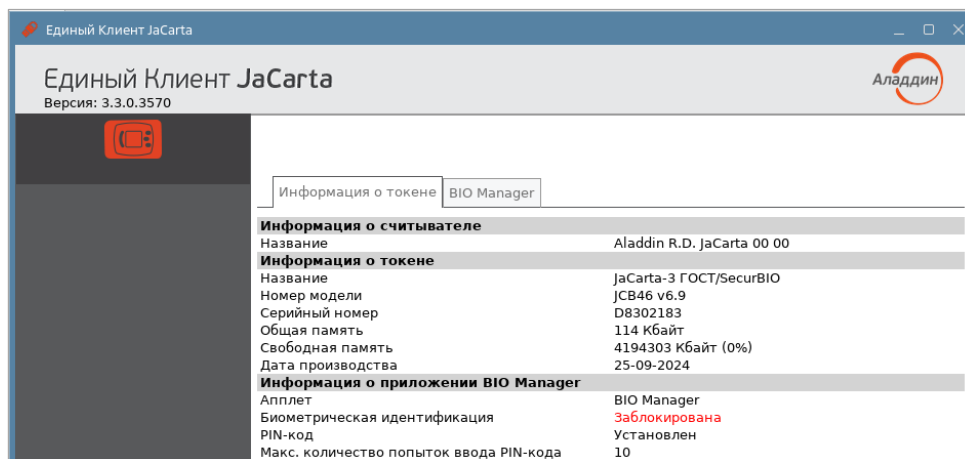 Единый Клиент JaCarta
Единый Клиент JaCarta
Версия: 3.3.0.3570
Аладдин
Информация о токене BIO Manager
Информация о считывателе
Название Aladdin R.D. JaCarta 00 00
Информация о токене
Название JaCarta-3 ГОСТ/SecurBIO
Номер модели JCB46 v6.9
Серийный номер D8302183
Общая память 114 Кбайт
Свободная память 4194303 Кбайт (0%)
Дата производства 25-09-2024
Информация о приложении BIO Manager
Апплет BIO Manager
Биометрическая идентификация Заблокирована
PIN-код Установлен
Макс. количество попыток ввода PIN-кода 10